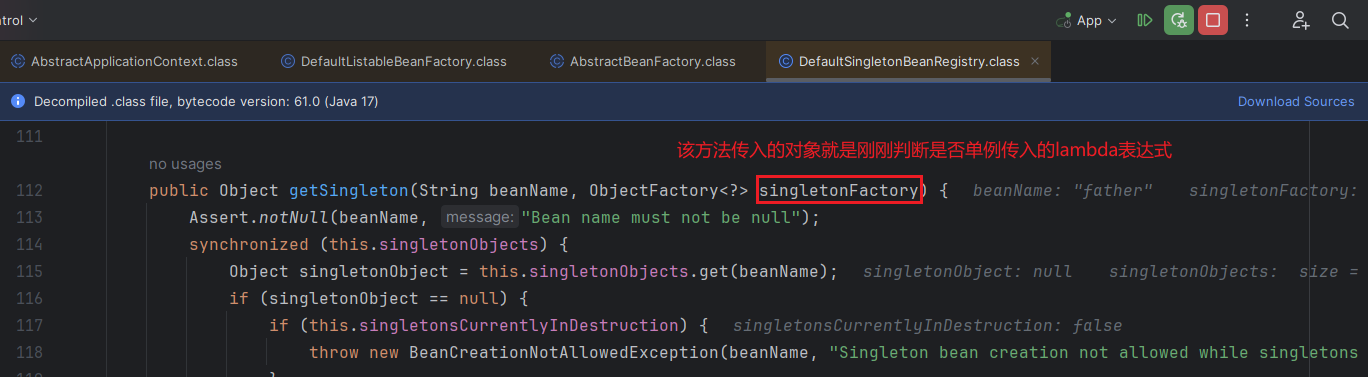 trol
App
AbstractApplicationContext.class
DefaultListableBeanFactory.class
AbstractBeanFactory.class
DefaultSingletonBeanRegistry.class
Decompiled .class file, bytecode version: 61.0 (Java 17)
Download Sources
111
该方法传入的对象就是刚刚判断是否单例传入的lambda表达式
no usages
112 public Object getSingleton(String beanName, ObjectFactory<?> singletonFactory) { beanName: "father" singletonFactory:
113 Assert.notNull(beanName, message: "Bean name must not be null");
114 synchronized (this.singletonObjects) {
115 Object singletonObject = this.singletonObjects.get(beanName); singletonObject: null singletonObjects: size =
116 if (singletonObject == null) {
117 if (this.singletonsCurrentlyInDestruction) { singletonsCurrentlyInDestruction: false
118 throw new BeanCreationNotAllowedException(beanName, "Singleton bean creation not allowed while singletons